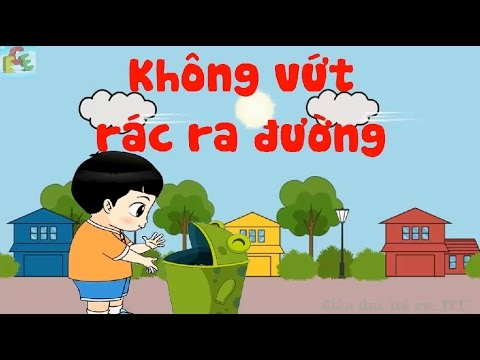 Không vứt
rác ra đường